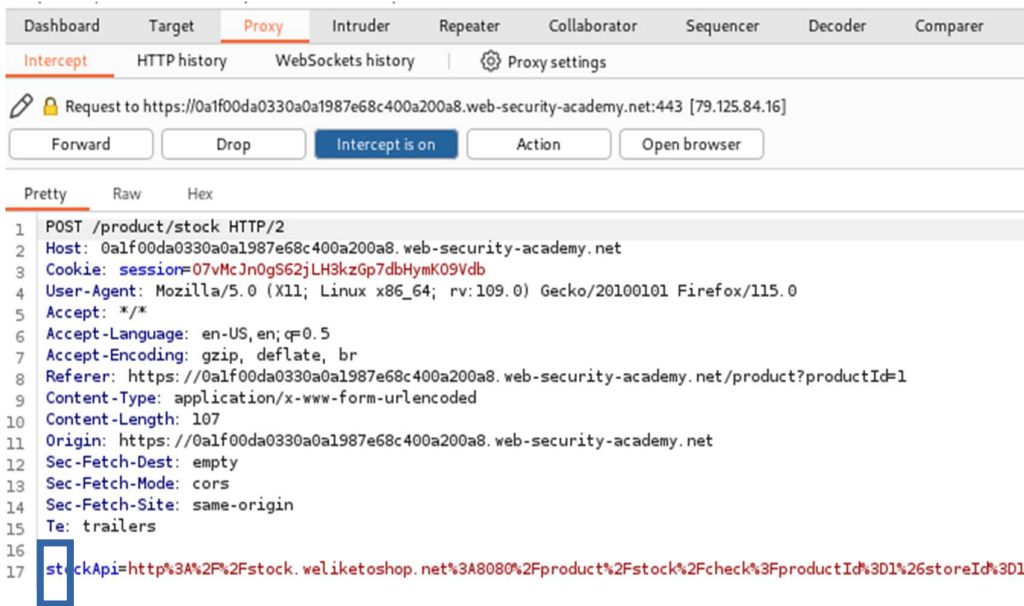 Dashboard Target Proxy Intruder Repeater Collaborator Sequencer Decoder Comparer
Intercept HTTP history WebSockets history Proxy settings
Request to https://0a1f00da0330a0a1987e68c400a200a8.web-security-academy.net:443 [79.125.84.16]
Forward Drop Intercept is on Action Open browser
Pretty Raw Hex
1 POST /product/stock HTTP/2
2 Host: 0a1f00da0330a0a1987e68c400a200a8.web-security-academy.net
3 Cookie: session=O7vMcJnOgS62jLH3kzGp7dbHymKO9Vdb
4 User-Agent: Mozilla/5.0 (X11; Linux x86_64; rv:109.0) Gecko/20100101 Firefox/115.0
5 Accept: */*
6 Accept-Language: en-US,en;q=0.5
7 Accept-Encoding: gzip, deflate, br
8 Referer: https://0a1f00da0330a0a1987e68c400a200a8.web-security-academy.net/product?productId=1
9 Content-Type: application/x-www-form-urlencoded
10 Content-Length: 107
11 Origin: https://0a1f00da0330a0a1987e68c400a200a8.web-security-academy.net
12 Sec-Fetch-Dest: empty
13 Sec-Fetch-Mode: cors
14 Sec-Fetch-Site: same-origin
15 Te: trailers
16
17 stockApi=http%3A%2F%2Fstock.weliketoshop.net%3A8080%2Fproduct%2Fstock%2Fcheck%3FproductId%3D1%26storeId%3D1